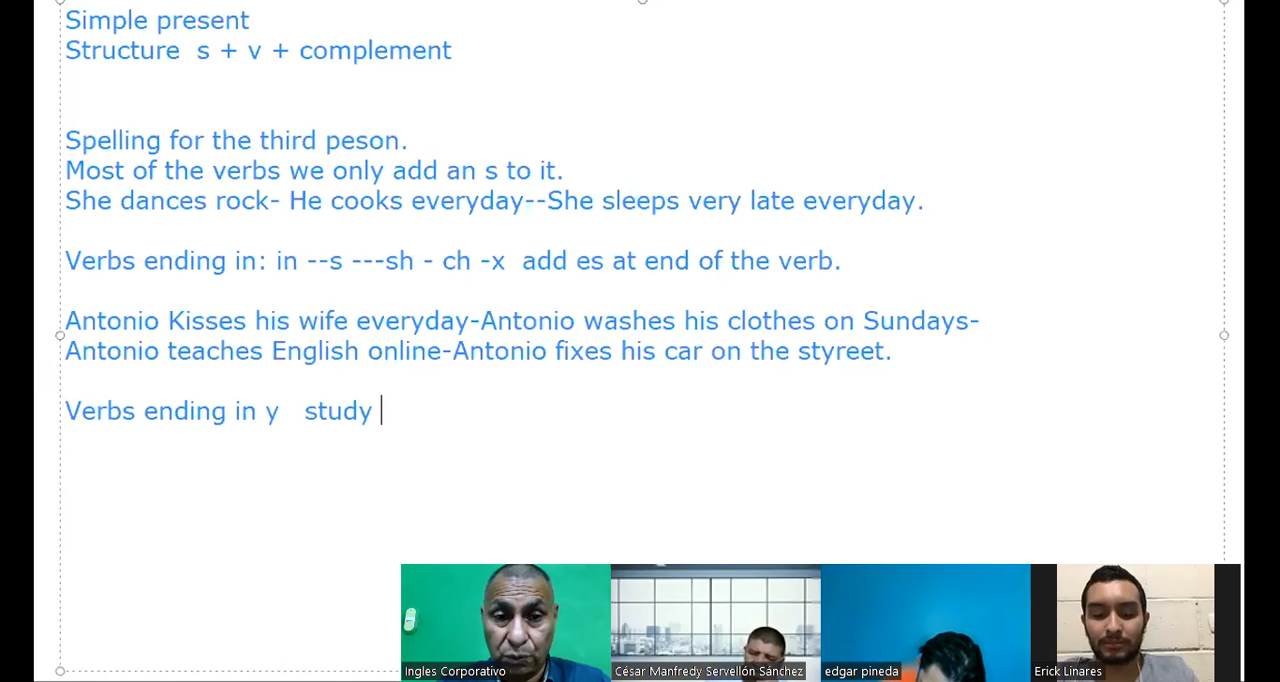 Simple present
Structure  s + v + complement
Spelling for the third peson.
Most of the verbs we only add an s to it.
She dances rock- He cooks everyday--She sleeps very late everyday.
Verbs ending in: in --s ---sh - ch -x  add es at end of the verb.
Antonio Kisses his wife everyday-Antonio washes his clothes on Sundays-
Antonio teaches English online-Antonio fixes his car on the styreet.
Verbs ending in y   study
Ingles Corporativo
César Manfredy Servellón Sánchez
edgar pineda
Erick Linares